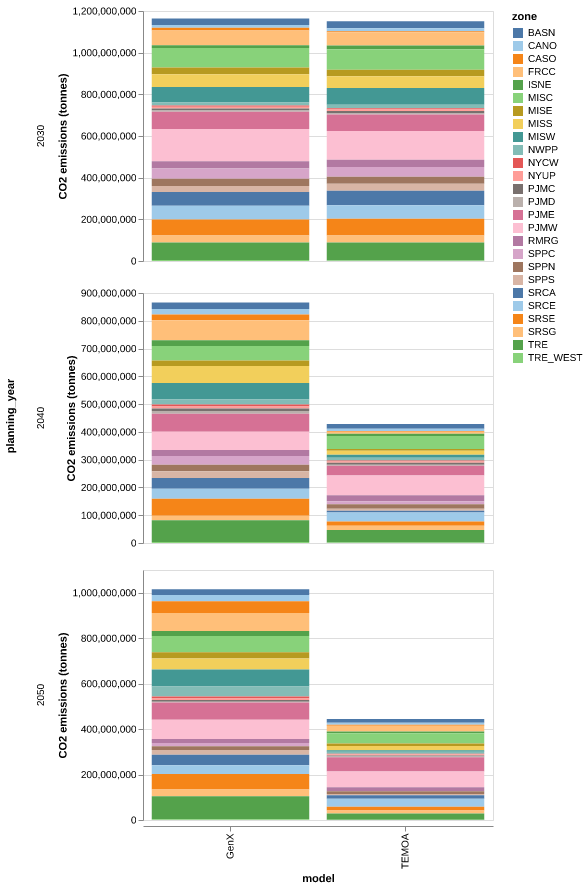 1,200,000,000
1,000,000,000
800,000,000
600,000,000
400,000,000
200,000,000
0
CO2 emissions (tonnes)
2030
900,000,000
800,000,000
700,000,000
600,000,000
500,000,000
400,000,000
300,000,000
200,000,000
100,000,000
0
CO2 emissions (tonnes)
2040
planning_year
1,000,000,000
800,000,000
600,000,000
400,000,000
200,000,000
0
CO2 emissions (tonnes)
2050
GenX
TEMOA
model
zone
BASN
CANO
CASO
FRCC
ISNE
MISC
MISE
MISS
MISW
NWPP
NYCW
NYUP
PJMC
PJMD
PJME
PJMW
RMRG
SPPC
SPPN
SPPS
SRCA
SRCE
SRSE
SRSG
TRE
TRE_WEST